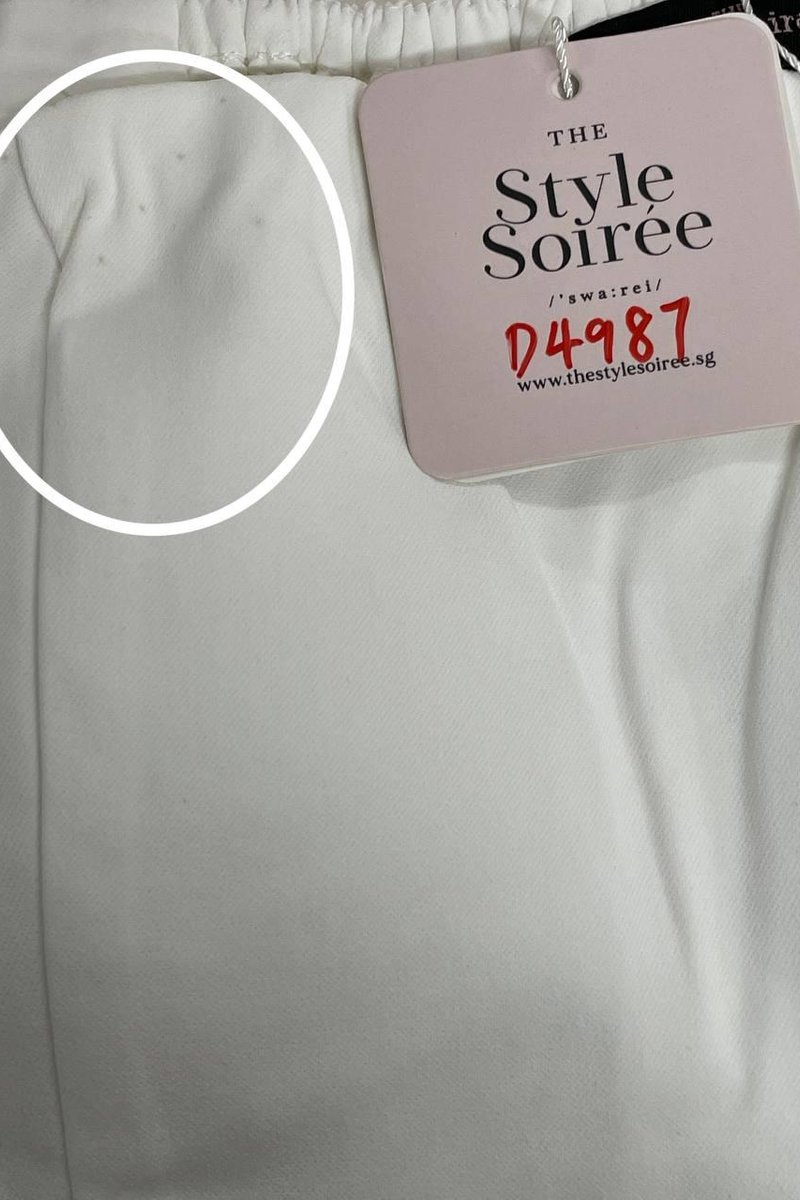 THE
Style
Soirée
/'swa:rei/
D4987
www.thestylesoiree.sg